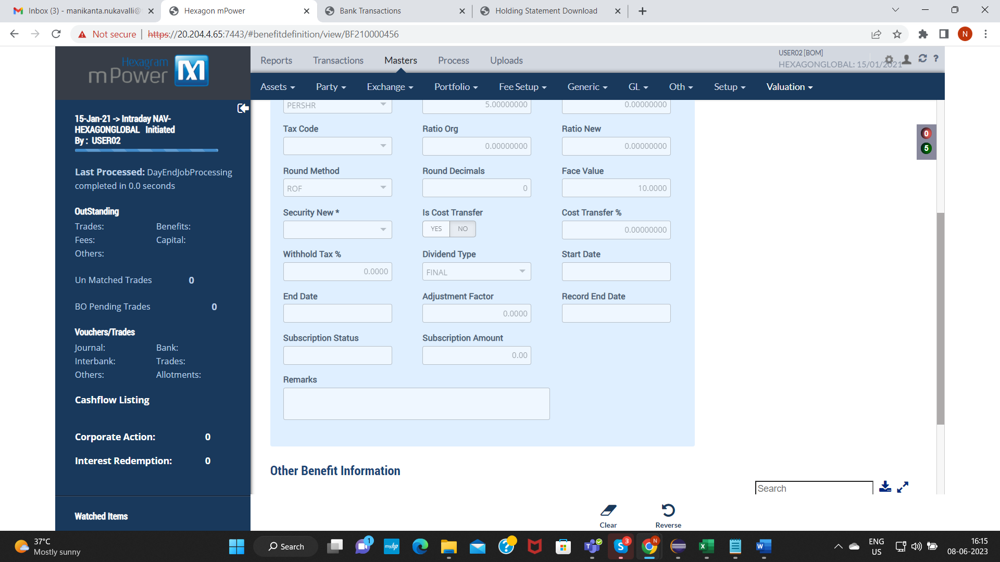 Inbox (3) - manikanta.nukavalli@
Hexagon mPower
Bank Transactions
Holding Statement Download
Not secure
https://20.204.4.65:7443/#benefitdefinition/view/BF210000456
N
Hexagram
mPower
M
Reports
Transactions
Masters
Process
Uploads
USER02 [BOM]
HEXAGONGLOBAL: 15/01/2021
?
Assets
Party
Exchange
Portfolio
Fee Setup
Generic
GL
Oth
Setup
Valuation
15-Jan-21 -> Intraday NAV-
HEXAGONGLOBAL Initiated
By : USER02
Last Processed: DayEndJobProcessing
completed in 0.0 seconds
OutStanding
Trades:
Benefits:
Fees:
Capital:
Others:
Un Matched Trades 0
BO Pending Trades 0
Vouchers/Trades
Journal:
Bank:
Interbank:
Trades:
Others:
Allotments:
Cashflow Listing
Corporate Action: 0
Interest Redemption: 0
Watched Items
PERSHR
5.00000000
0.00000000
Tax Code
Ratio Org
Ratio New
0.00000000
0.00000000
Round Method
Round Decimals
Face Value
ROF
0
10.0000
Security New *
Is Cost Transfer
Cost Transfer %
YES
NO
0.00000000
Withhold Tax %
Dividend Type
Start Date
0.0000
FINAL
End Date
Adjustment Factor
Record End Date
0.0000
Subscription Status
Subscription Amount
0.00
Remarks
0
5
Other Benefit Information
Search
Clear
Reverse
37°C
Mostly sunny
Search
1
myhp
?
T
S
3
N
X
W
ENG
US
16:15
08-06-2023